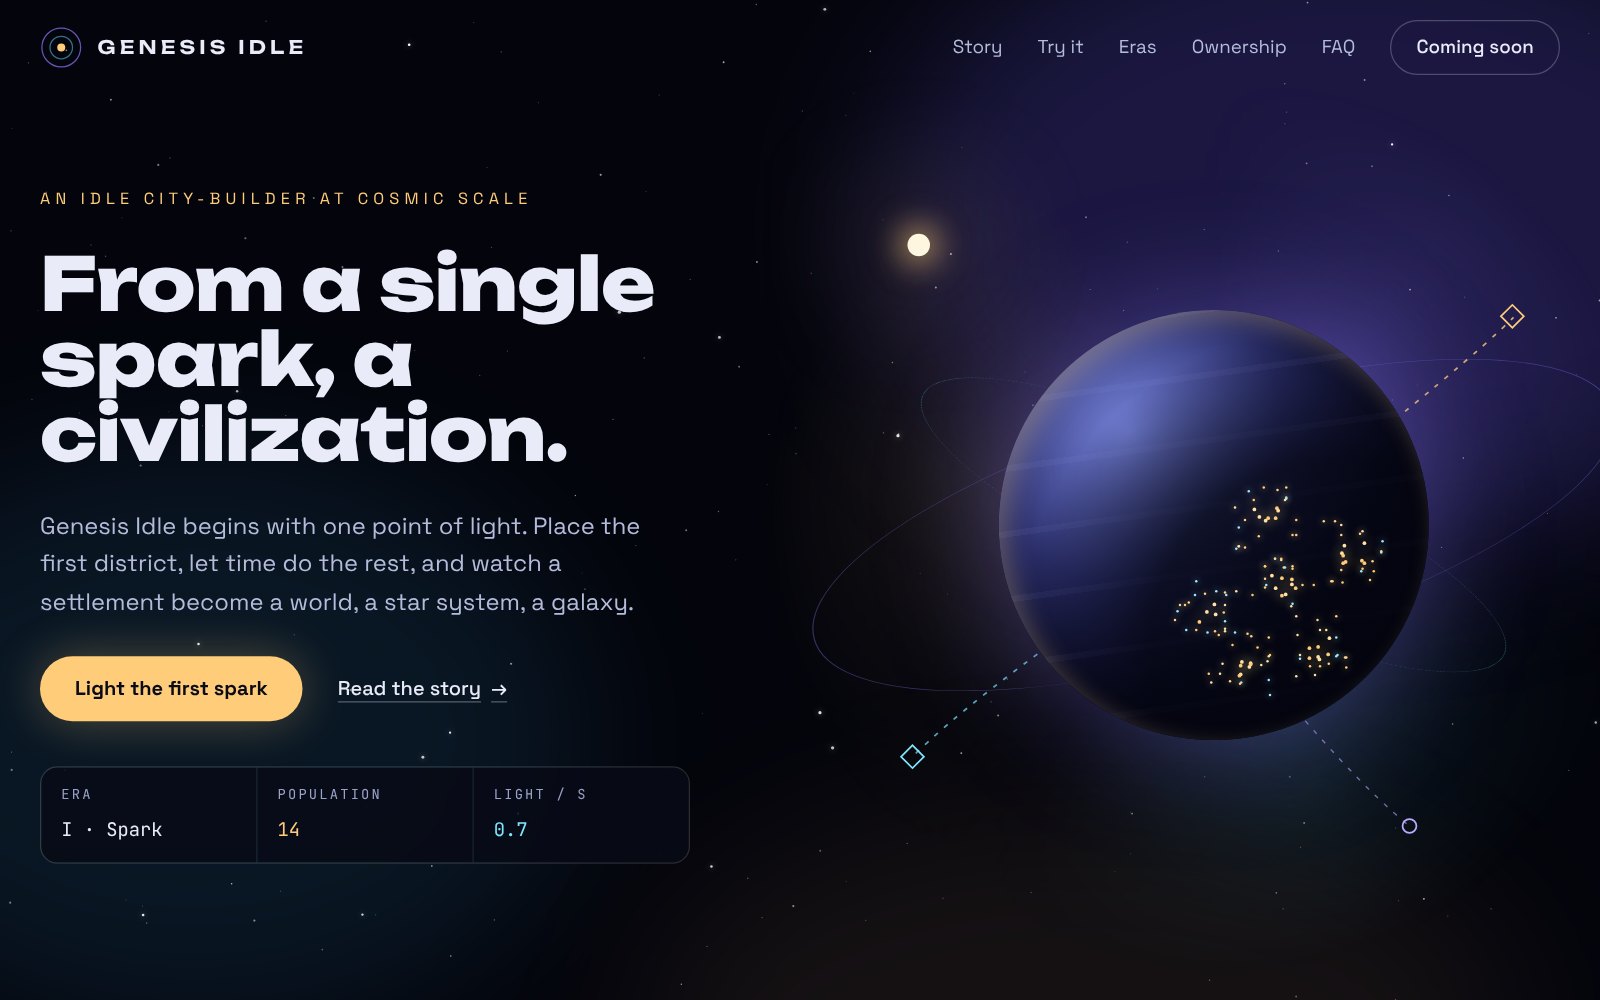 GENESIS IDLE
Story
Try it
Eras
Ownership
FAQ
Coming soon
AN IDLE CITY-BUILDER AT COSMIC SCALE
From a single
spark, a
civilization.
Genesis Idle begins with one point of light. Place the
first district, let time do the rest, and watch a
settlement become a world, a star system, a galaxy.
Light the first spark
Read the story →
ERA
I · Spark
POPULATION
14
LIGHT / S
0.7